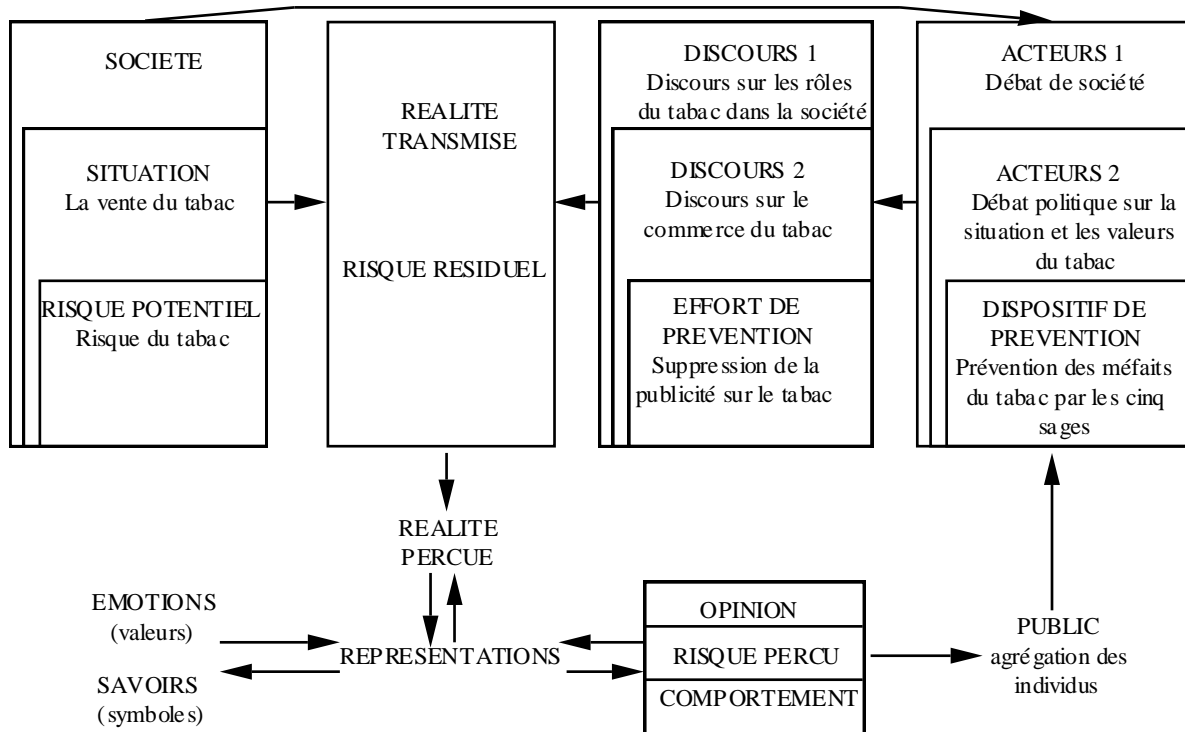 SOCIETE
SITUATION
La vente du tabac
RISQUE POTENTIEL
Risque du tabac
REALITE
TRANSMISE
RISQUE RESIDUEL
DISCOURS 1
Discours sur les rôles
du tabac dans la société
DISCOURS 2
Discours sur le
commerce du tabac
EFFORT DE
PREVENTION
Suppression de la
publicité sur le tabac
ACTEURS 1
Débat de société
ACTEURS 2
Débat politique sur la
situation et les valeurs
du tabac
DISPOSITIF DE
PREVENTION
Prévention des méfaits
du tabac par les cinq
sages
REALITE
PERCUE
EMOTIONS
(valeurs)
SAVOIRS
(symboles)
REPRESENTATIONS
OPINION
RISQUE PERCU
COMPORTEMENT
PUBLIC
agrégation des
individus